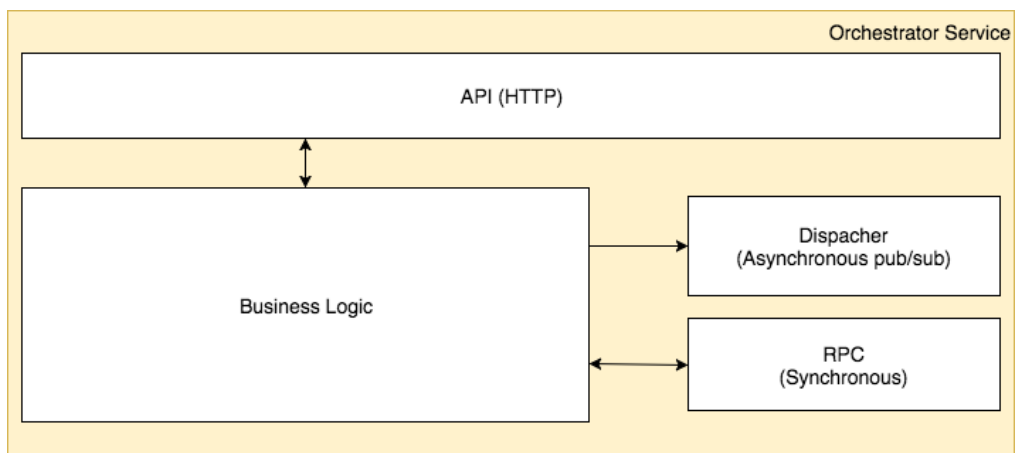 Orchestrator Service
API (HTTP)
Business Logic
Dispacher
(Asynchronous pub/sub)
RPC
(Synchronous)